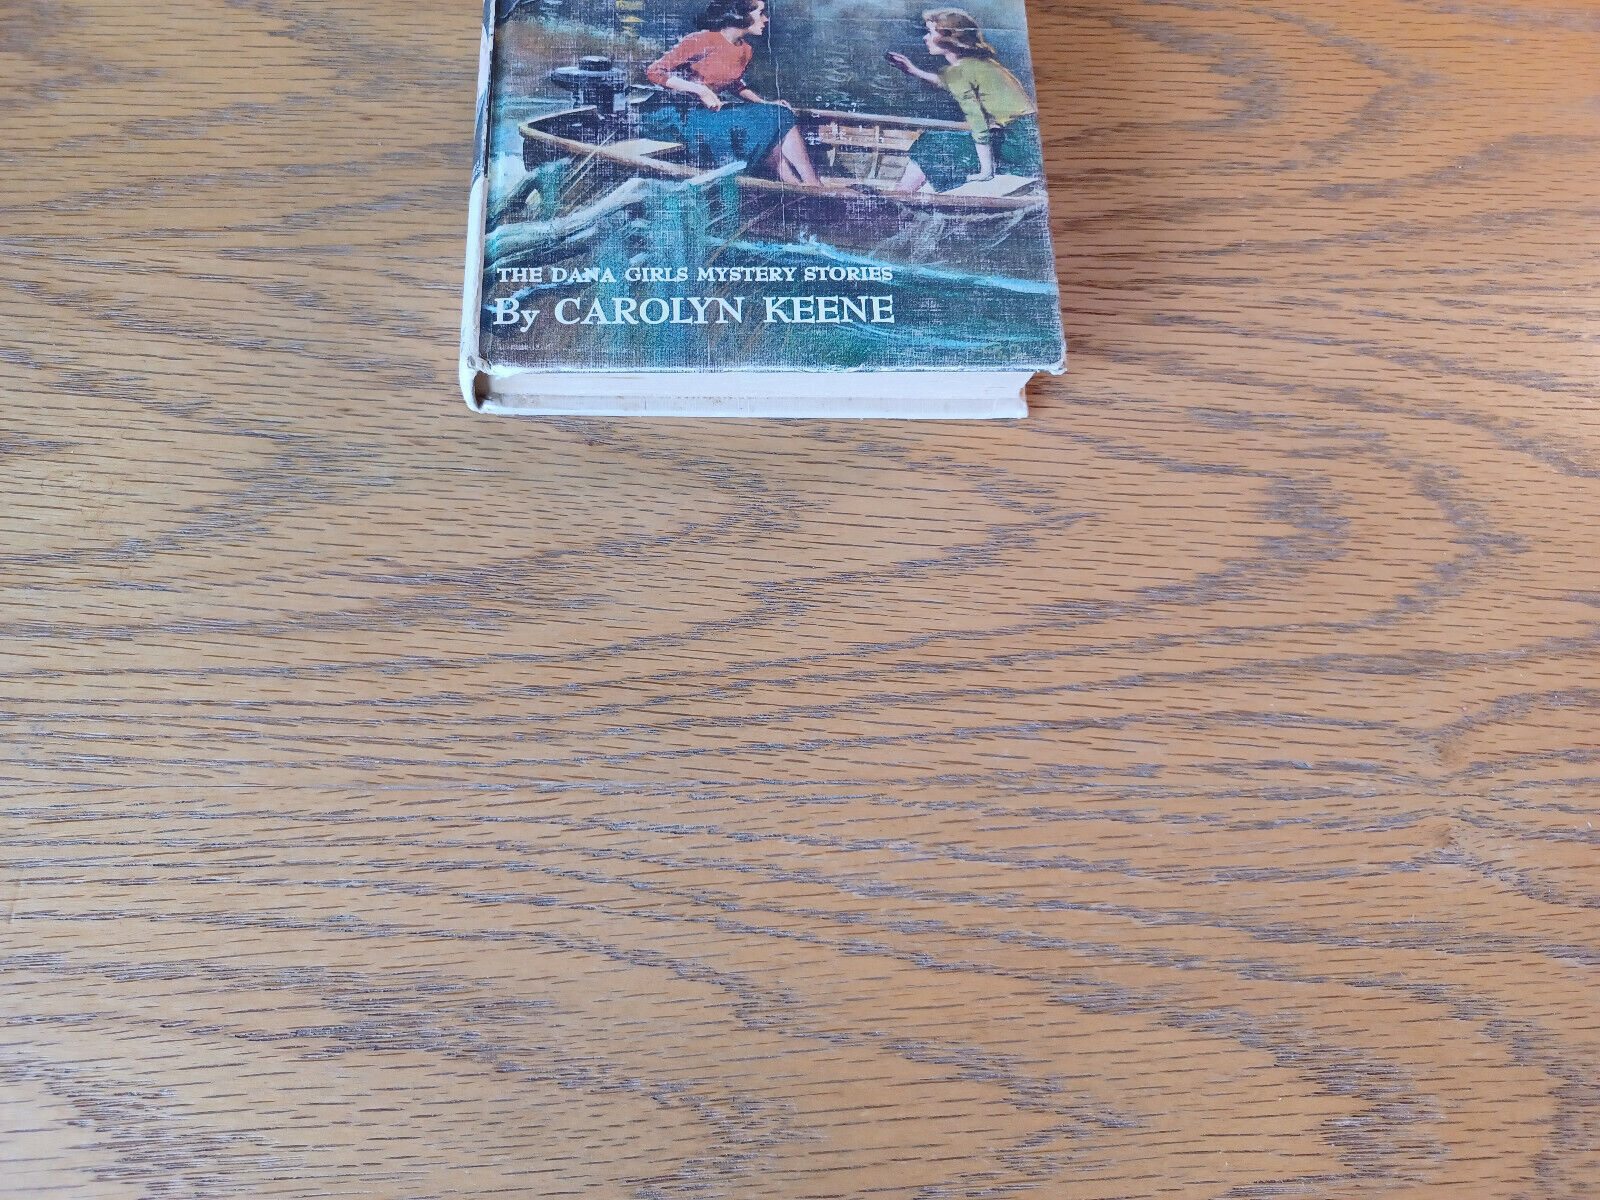 THE DANA GIRLS MYSTERY STORIES
By CAROLYN KEENE